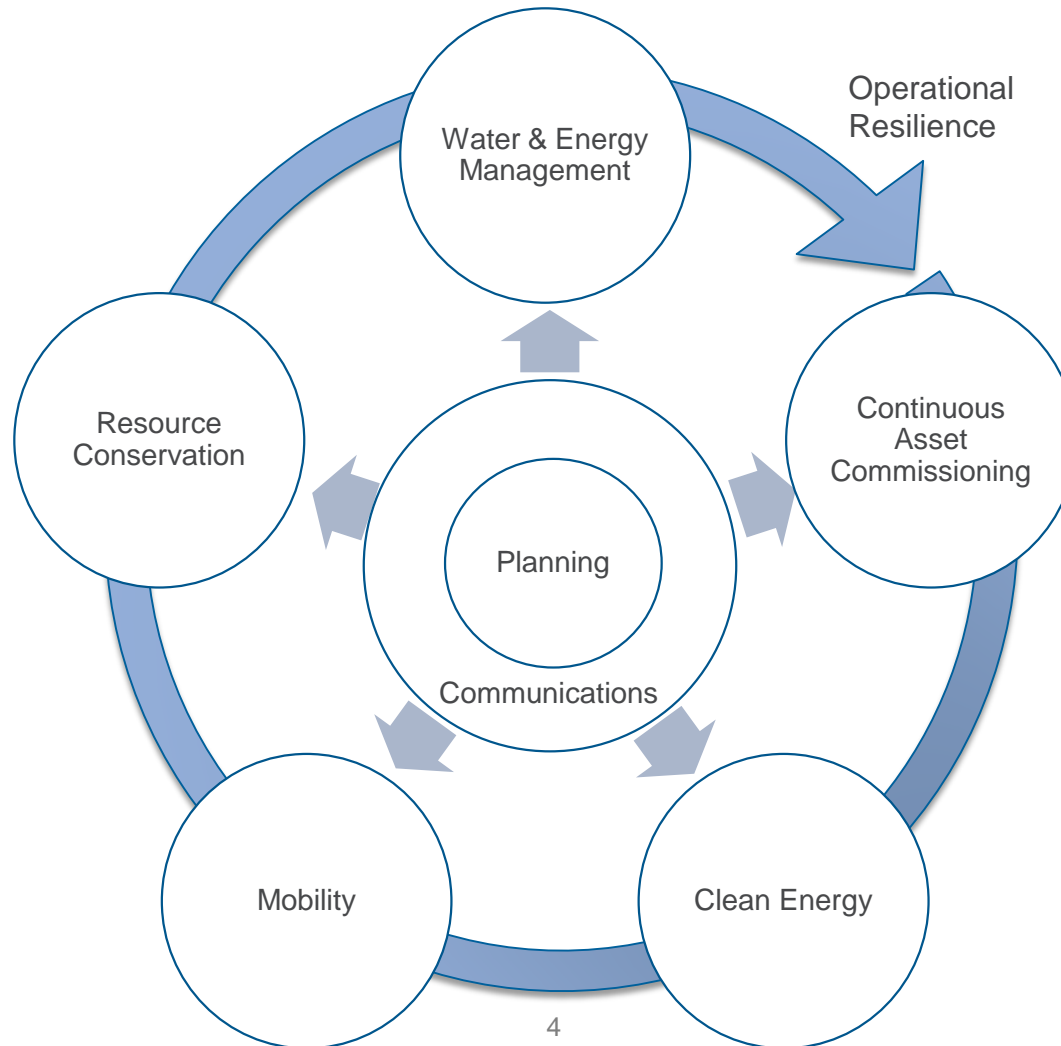 Operational
Resilience
Water & Energy
Management
Resource
Conservation
Continuous
Asset
Commissioning
Planning
Communications
Mobility
Clean Energy
4